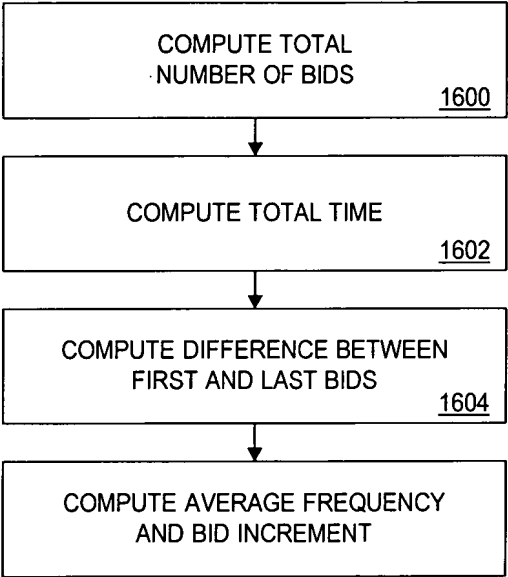 COMPUTE TOTAL
NUMBER OF BIDS
1600
COMPUTE TOTAL TIME
1602
COMPUTE DIFFERENCE BETWEEN
FIRST AND LAST BIDS
1604
COMPUTE AVERAGE FREQUENCY
AND BID INCREMENT